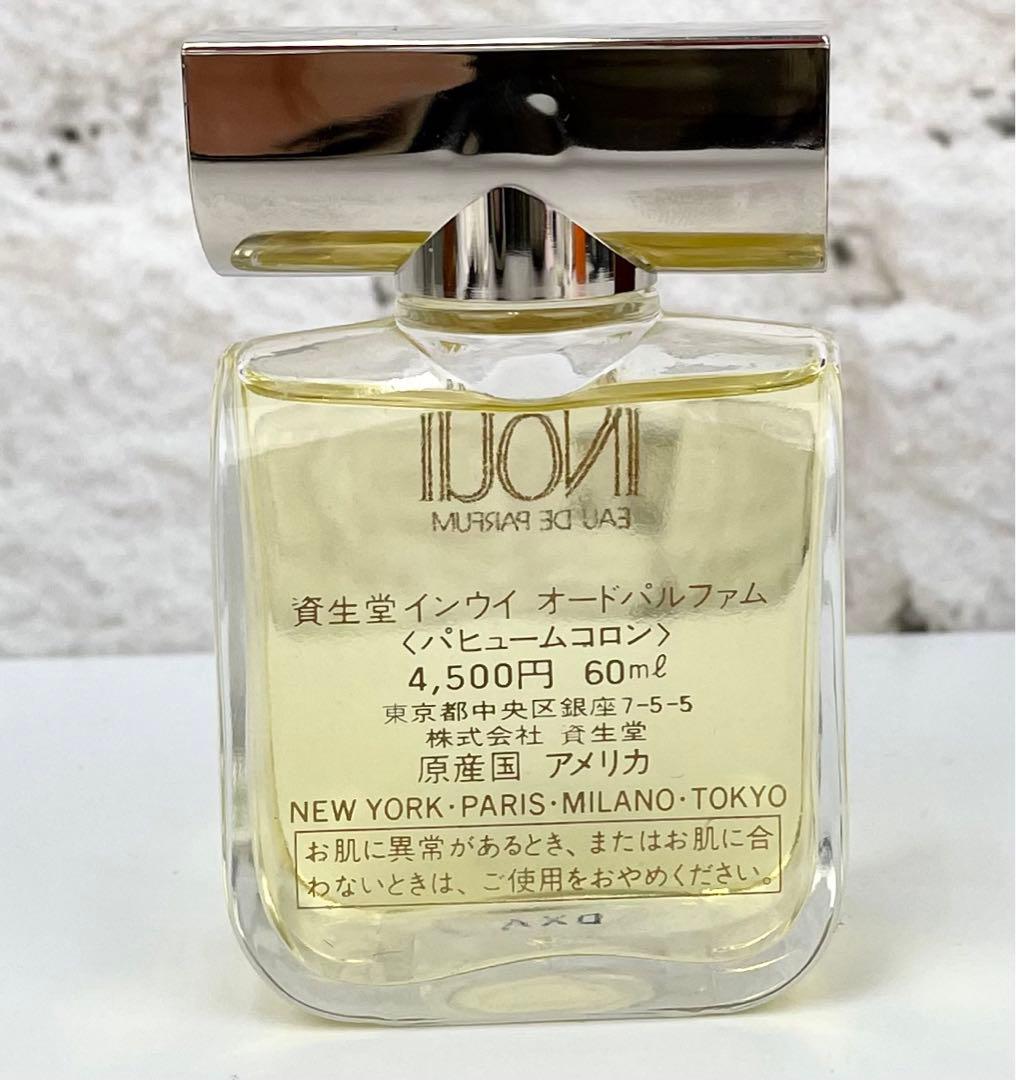 INOUI
EAU DE PARFUM
資生堂インウイ オードパルファム
〈パヒュームコロン〉
4,500円 60mℓ
東京都中央区銀座7-5-5
株式会社 資生堂
原産国 アメリカ
NEW YORK・PARIS・MILANO・TOKYO
お肌に異常があるとき、またはお肌に合
わないときは、ご使用をおやめください。